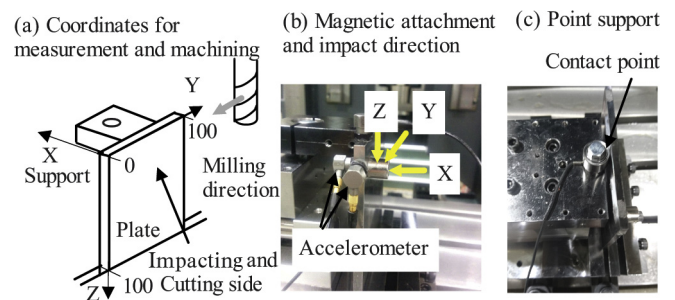 (a) Coordinates for
measurement and machining
Y
100
X
0
Support
Milling
direction
Plate
Impacting and
Cutting side
Z
100
(b) Magnetic attachment
and impact direction
Z
Y
X
Accelerometer
(c) Point support
Contact point